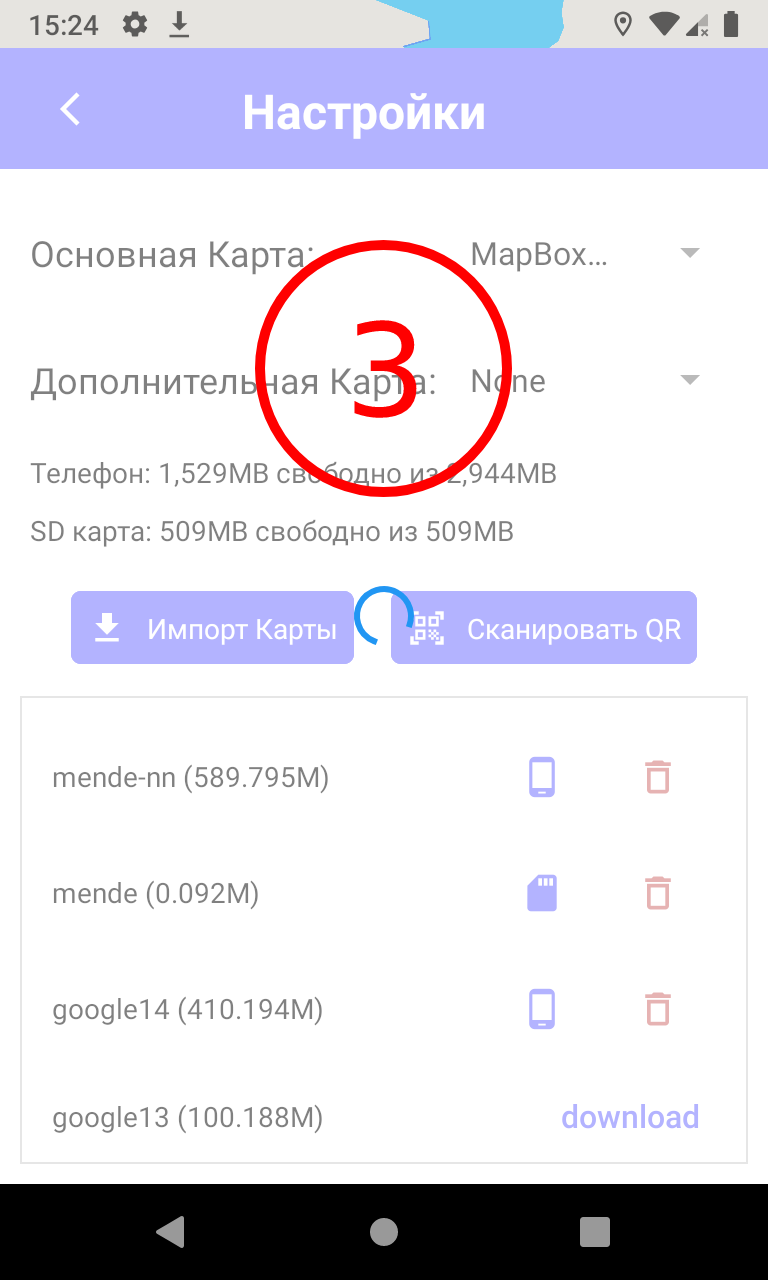 15:24
Настройки
Основная Карта: MapBox...
3
Дополнительная Карта: None
Телефон: 1,529MB свободно из 2,944MB
SD карта: 509MB свободно из 509MB
Импорт Карты Сканировать QR
mende-nn (589.795M)
mende (0.092M)
google14 (410.194M)
google13 (100.188M) download